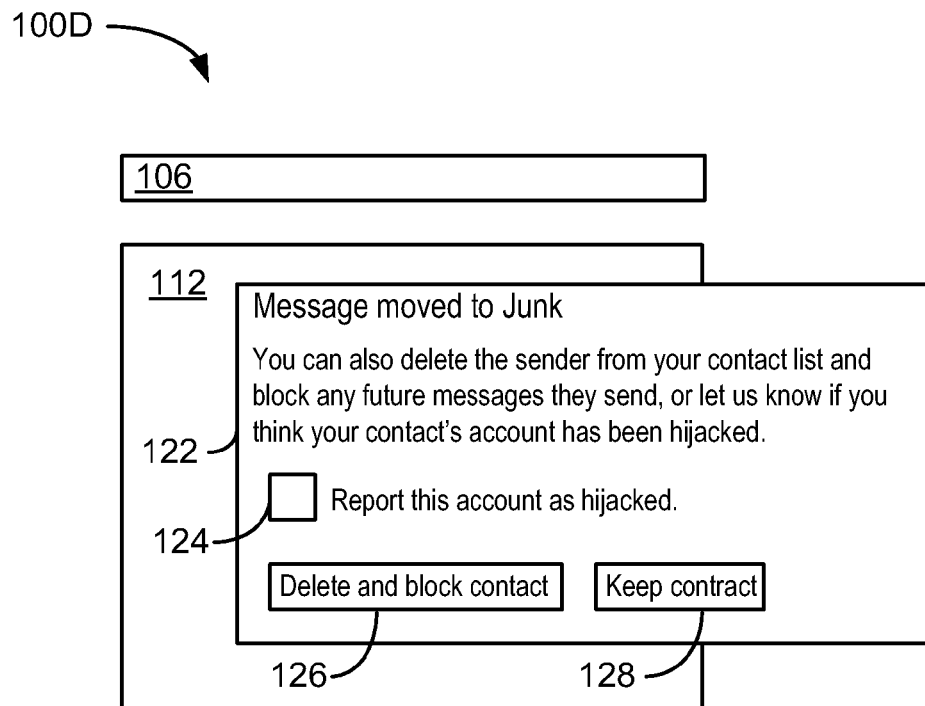 100D
106
112
Message moved to Junk
You can also delete the sender from your contact list and
block any future messages they send, or let us know if you
think your contact's account has been hijacked.
122
Report this account as hijacked.
124
Delete and block contact
Keep contract
126
128